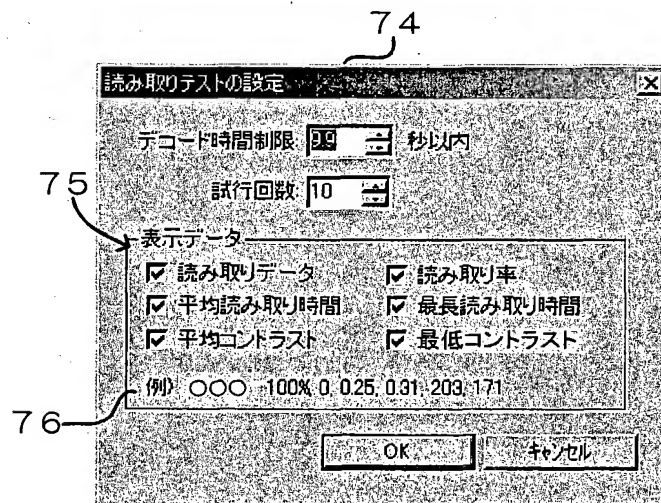 74
読み取りテストの設定
デコード時間制限: 9.9 秒以内
試行回数: 10
75
表示データ
読み取りデータ 読み取り率
平均読み取り時間 最長読み取り時間
平均コントラスト 最低コントラスト
76
例) ○○○ 100%, 0, 0.25, 0.31, 203, 171
OK キャンセル